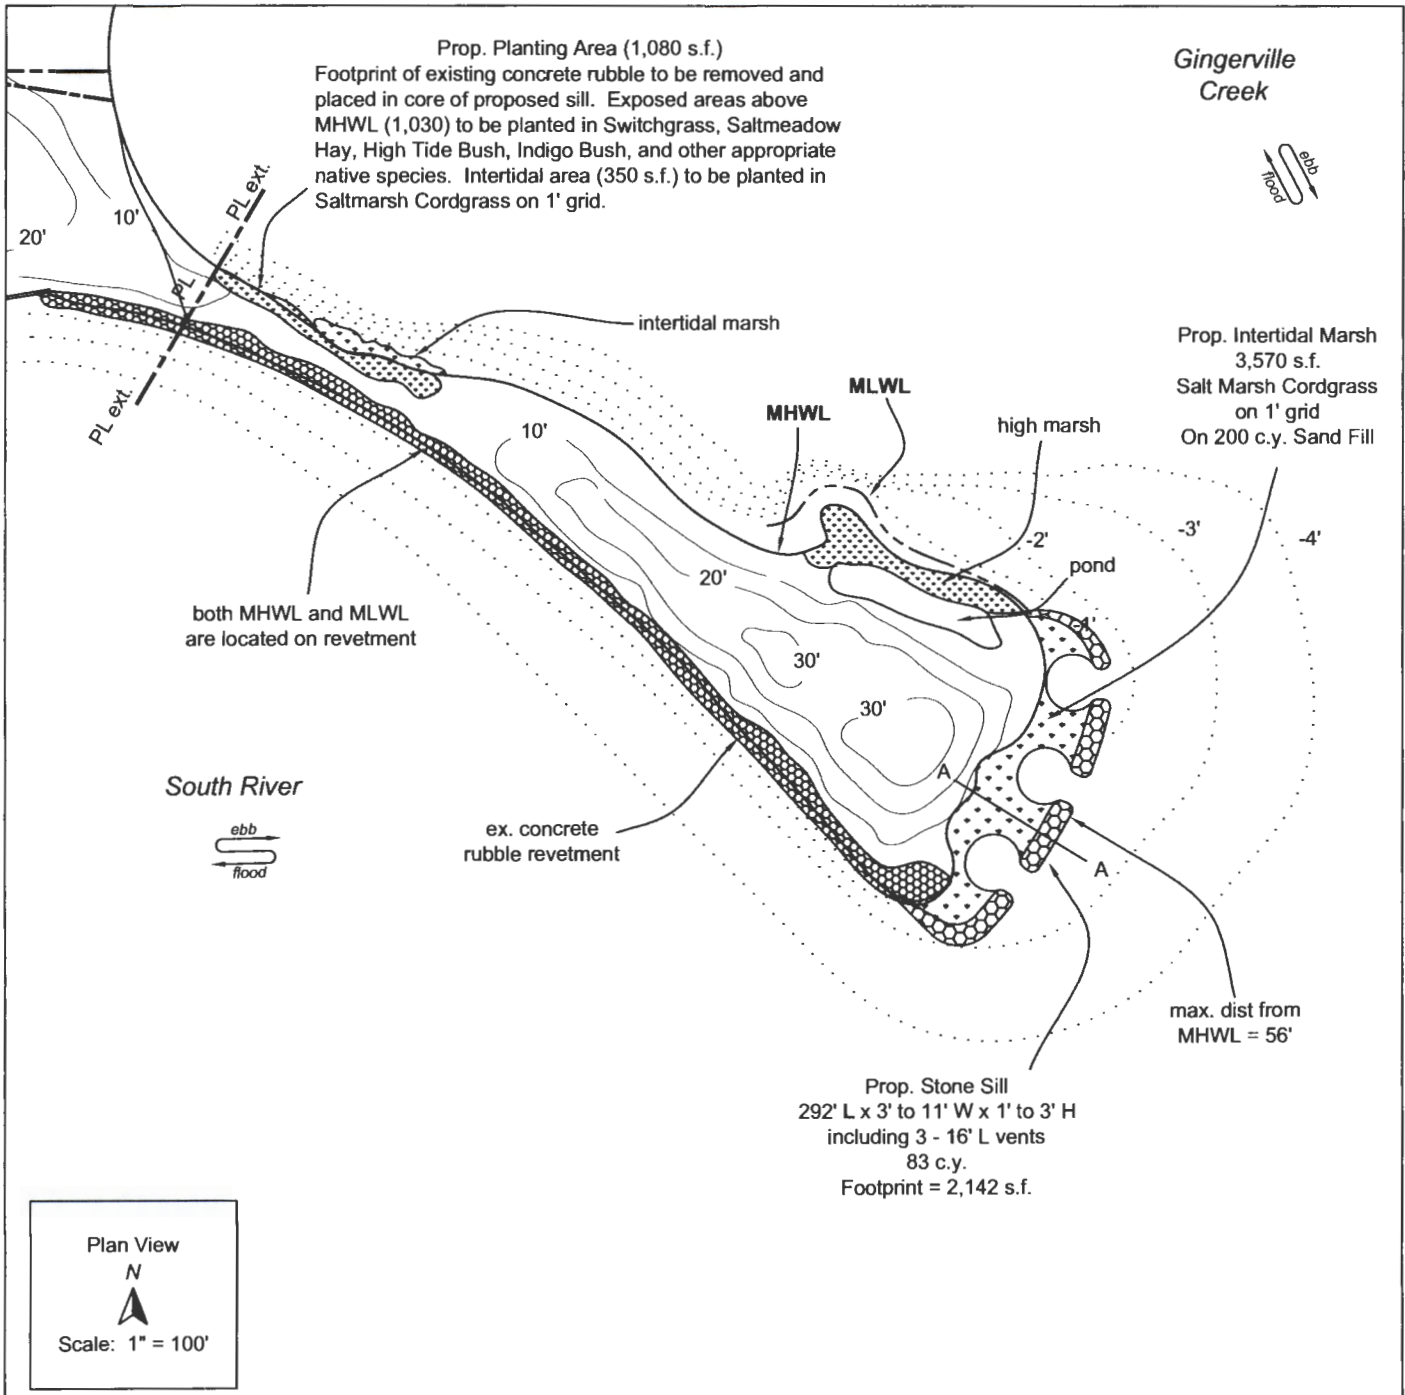 Prop. Planting Area (1,080 s.f.)
Footprint of existing concrete rubble to be removed and
placed in core of proposed sill. Exposed areas above
MHWL (1,030) to be planted in Switchgrass, Saltmeadow
Hay, High Tide Bush, Indigo Bush, and other appropriate
native species. Intertidal area (350 s.f.) to be planted in
Saltmarsh Cordgrass on 1' grid.
Gingerville
Creek
ebb
flood
PL ext.
10'
20'
PL
PL ext.
intertidal marsh
Prop. Intertidal Marsh
3,570 s.f.
Salt Marsh Cordgrass
on 1' grid
On 200 c.y. Sand Fill
MLWL
MHWL
high marsh
10'
-2'
-3'
-4'
pond
20'
-1'
both MHWL and MLWL
are located on revetment
30'
30'
South River
ebb
flood
A
A
ex. concrete
rubble revetment
max. dist from
MHWL = 56'
Prop. Stone Sill
292' L x 3' to 11' W x 1' to 3' H
including 3 - 16' L vents
83 c.y.
Footprint = 2,142 s.f.
Plan View
N
Scale: 1" = 100'